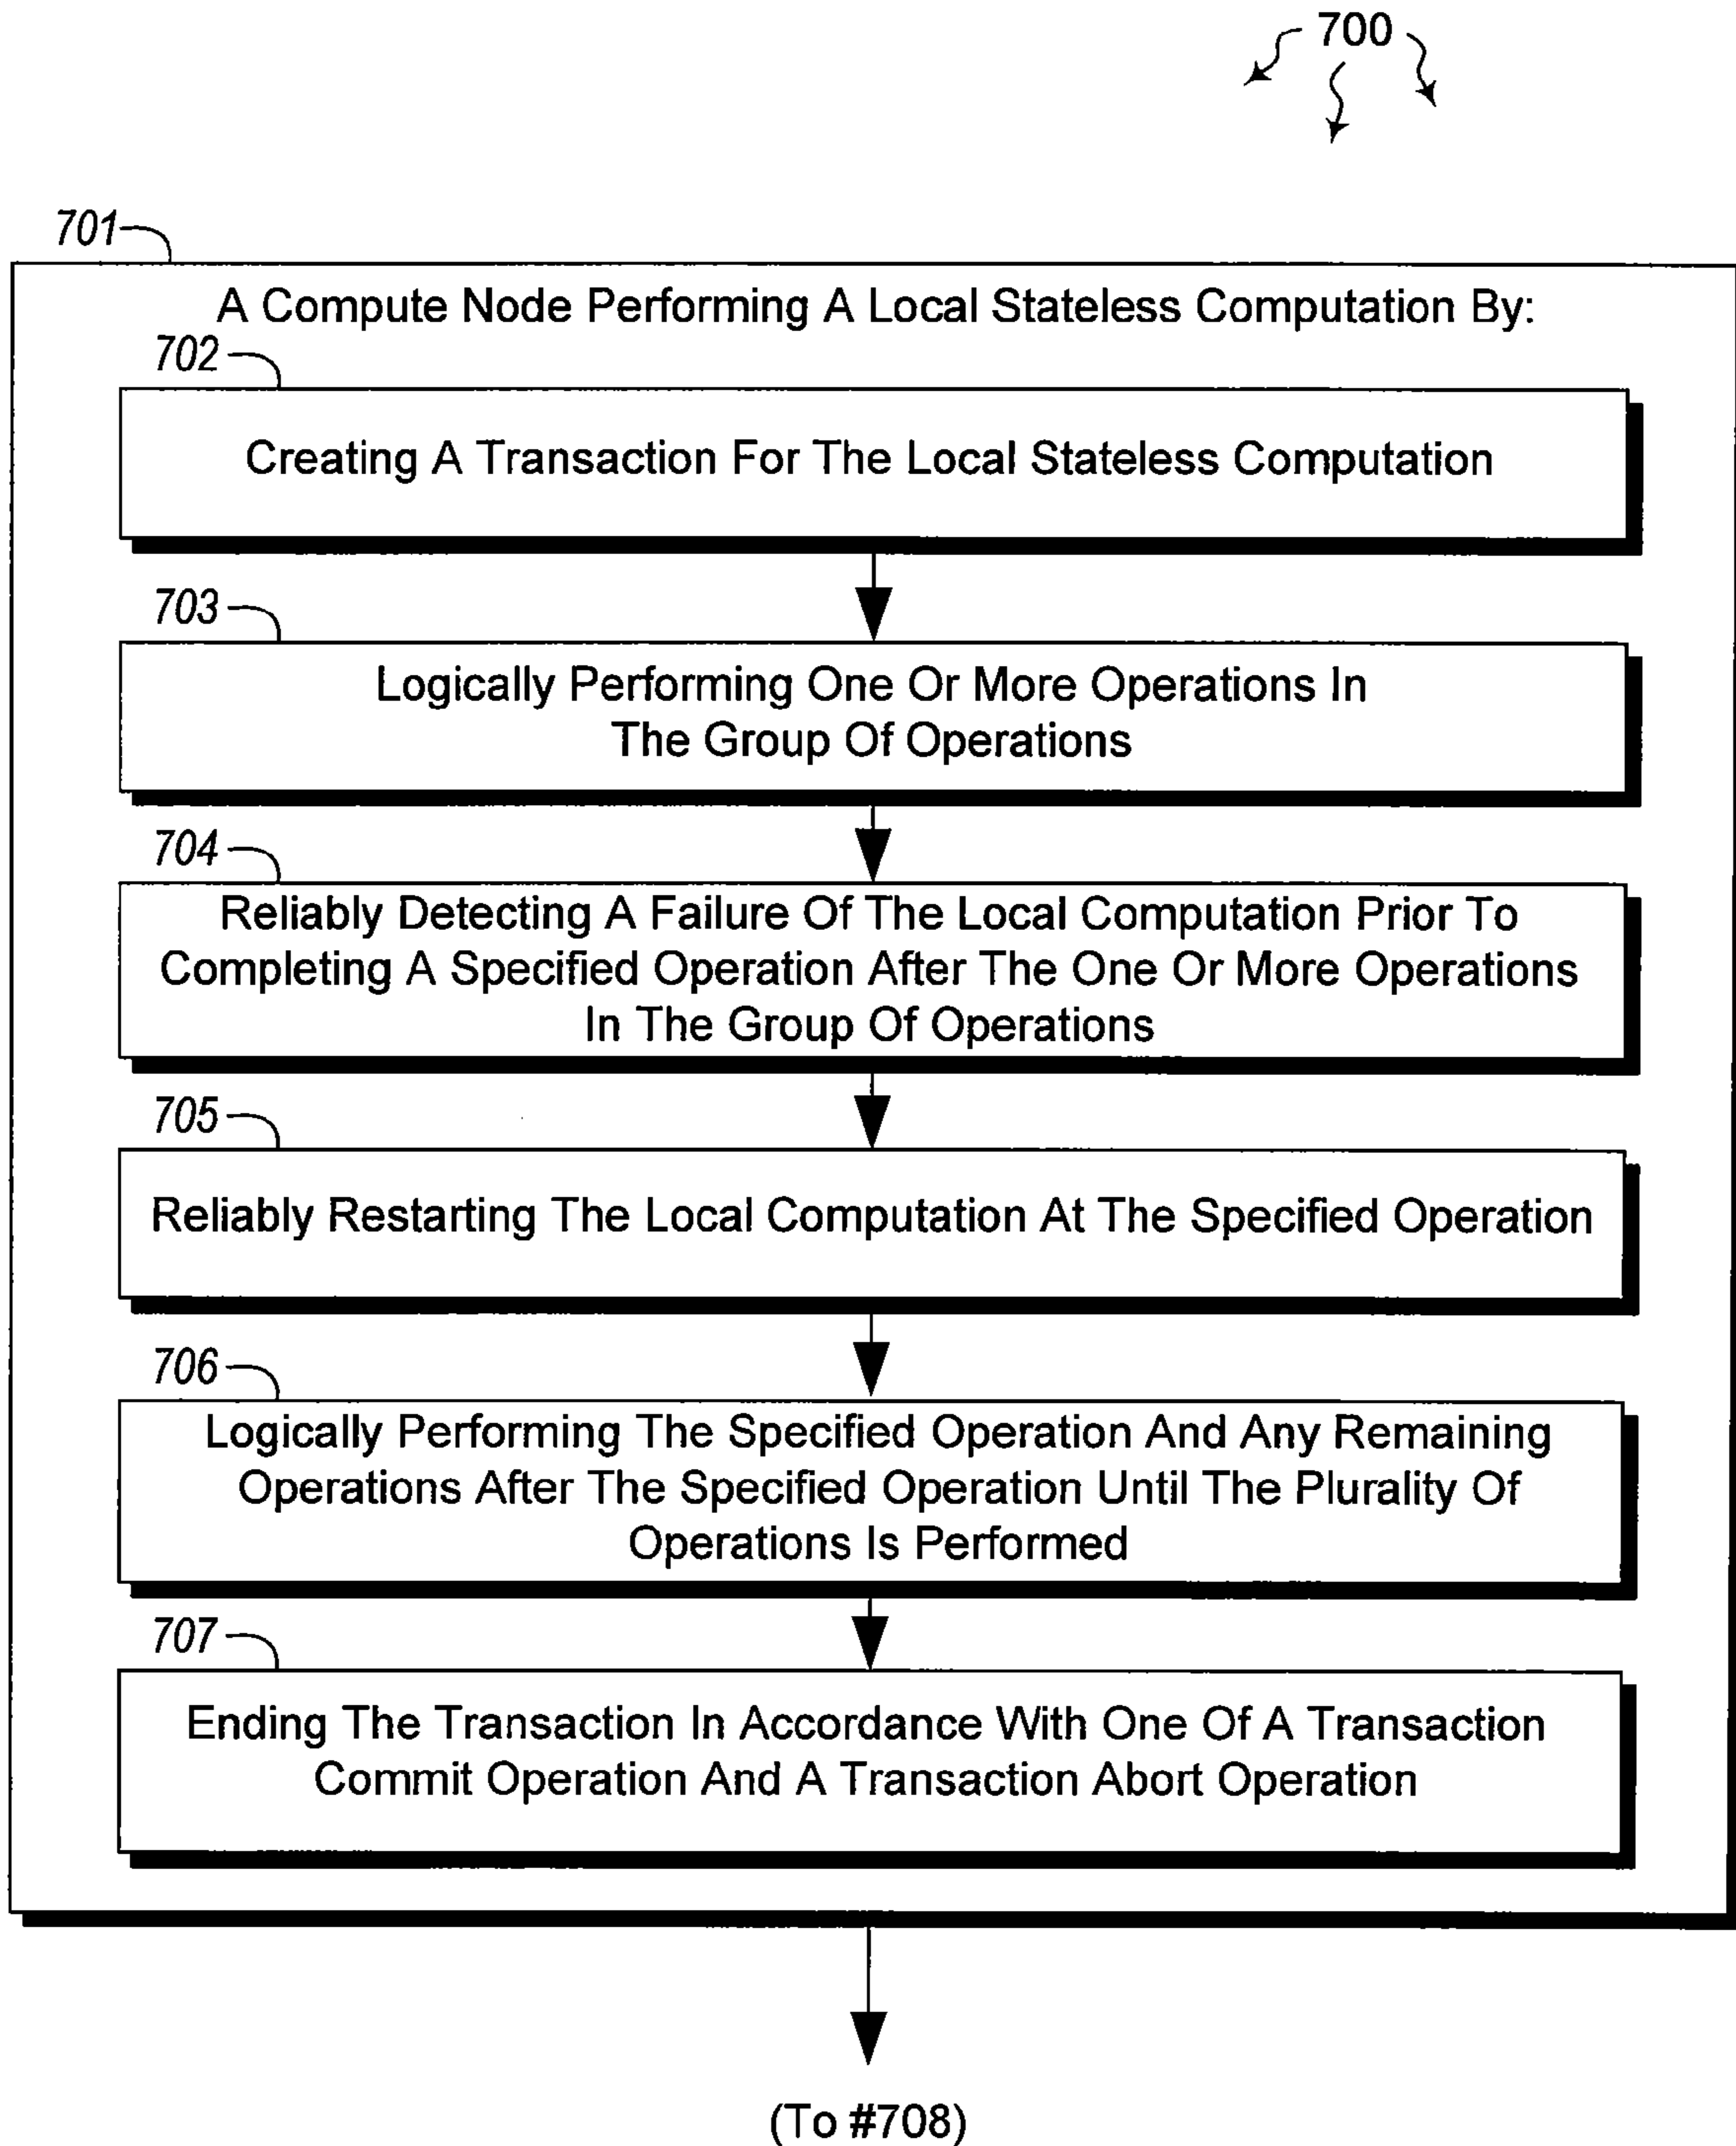 700
701
A Compute Node Performing A Local Stateless Computation By:
702
Creating A Transaction For The Local Stateless Computation
703
Logically Performing One Or More Operations In
The Group Of Operations
704
Reliably Detecting A Failure Of The Local Computation Prior To
Completing A Specified Operation After The One Or More Operations
In The Group Of Operations
705
Reliably Restarting The Local Computation At The Specified Operation
706
Logically Performing The Specified Operation And Any Remaining
Operations After The Specified Operation Until The Plurality Of
Operations Is Performed
707
Ending The Transaction In Accordance With One Of A Transaction
Commit Operation And A Transaction Abort Operation
(To #708)